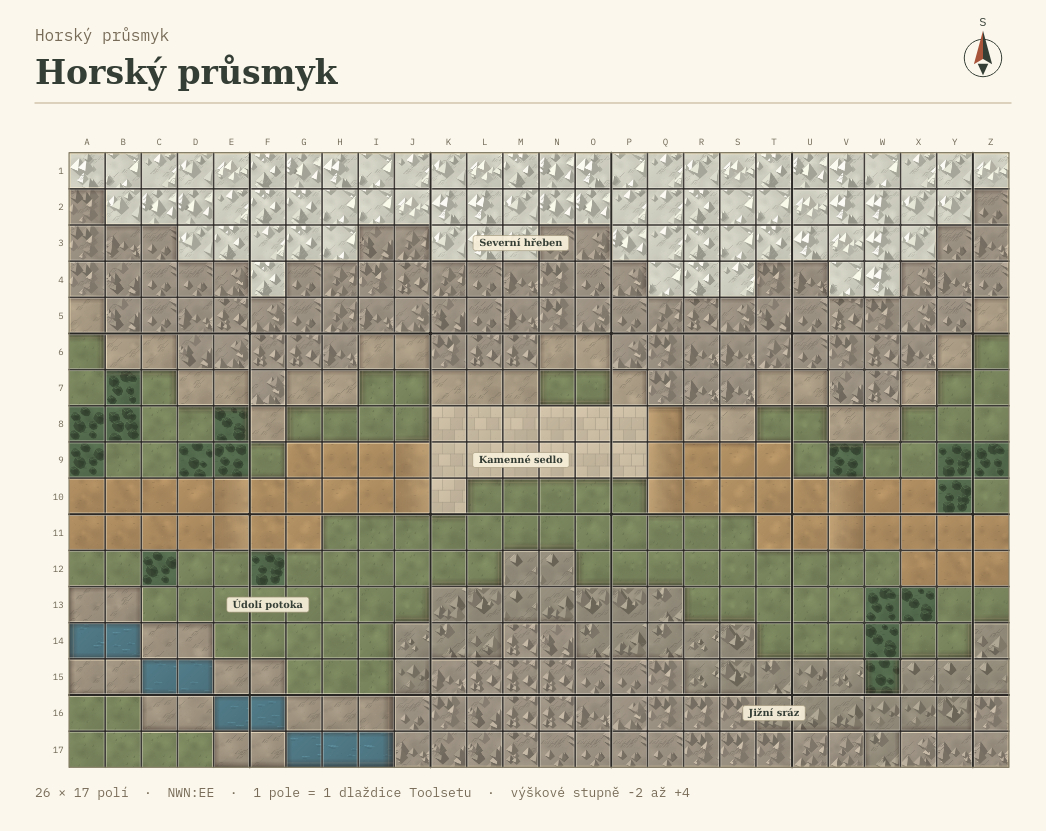 Horský průsmyk
S
Horský průsmyk
A B C D E F G H I J K L M N O P Q R S T U V W X Y Z
1
2
3
Severní hřeben
4
5
6
7
8
9
Kamenné sedlo
10
11
12
13
Údolí potoka
14
15
16
Jižní sráz
17
26 × 17 polí · NWN:EE · 1 pole = 1 dlaždice Toolsetu · výškové stupně -2 až +4